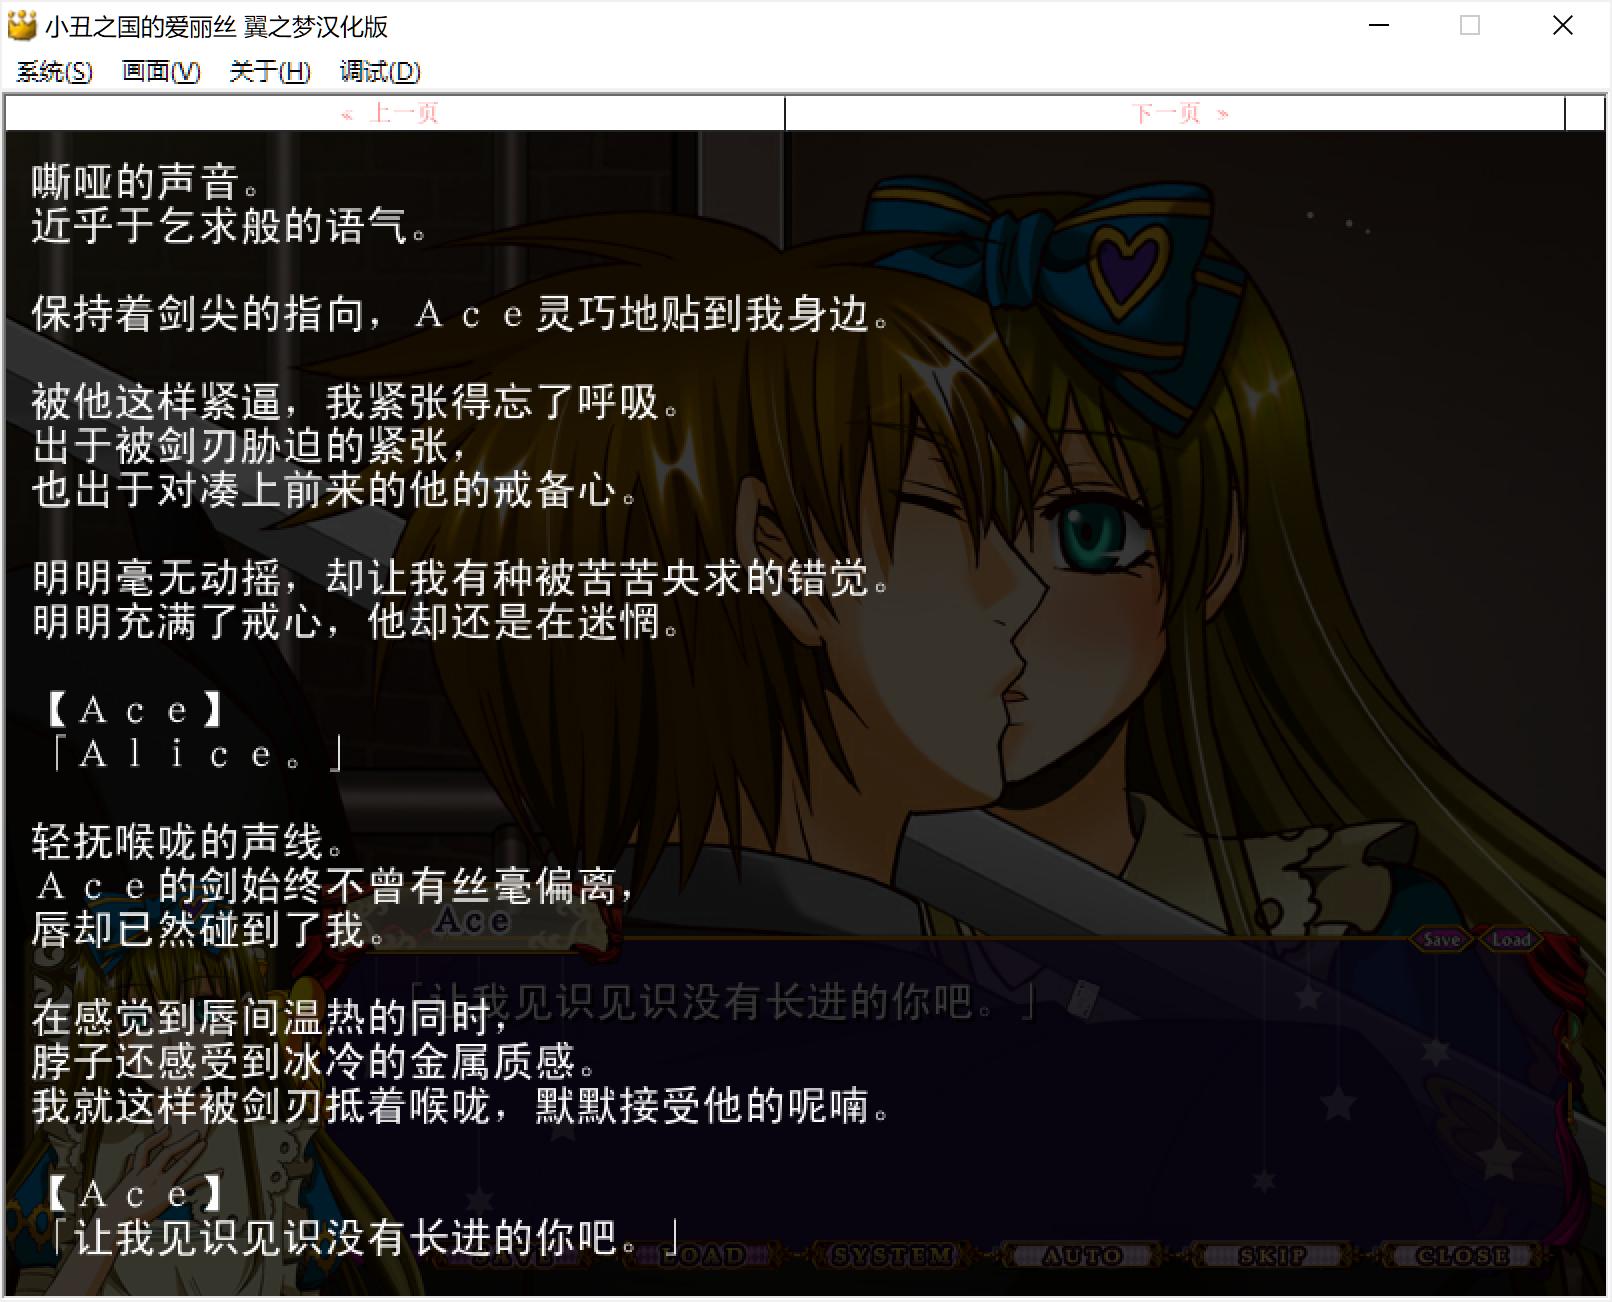 小丑之国的爱丽丝 翼之梦汉化版
系统(S) 画面(V) 关于(H) 调试(D)
« 上一页 下一页 »
嘶哑的声音。
近乎于乞求般的语气。
保持着剑尖的指向，Ａｃｅ灵巧地贴到我身边。
被他这样紧逼，我紧张得忘了呼吸。
出于被剑刃胁迫的紧张，
也出于对凑上前来的他的戒备心。
明明毫无动摇，却让我有种被苦苦央求的错觉。
明明充满了戒心，他却还是在迷惘。
【Ａｃｅ】
「Ａｌｉｃｅ。」
轻抚喉咙的声线。
Ａｃｅ的剑始终不曾有丝毫偏离，
唇却已然碰到了我。
Ace
Save Load
「让我见识见识没有长进的你吧。」
在感觉到唇间温热的同时，
脖子还感受到冰冷的金属质感。
我就这样被剑刃抵着喉咙，默默接受他的呢喃。
【Ａｃｅ】
「让我见识见识没有长进的你吧。」
SAVE LOAD SYSTEM AUTO SKIP CLOSE